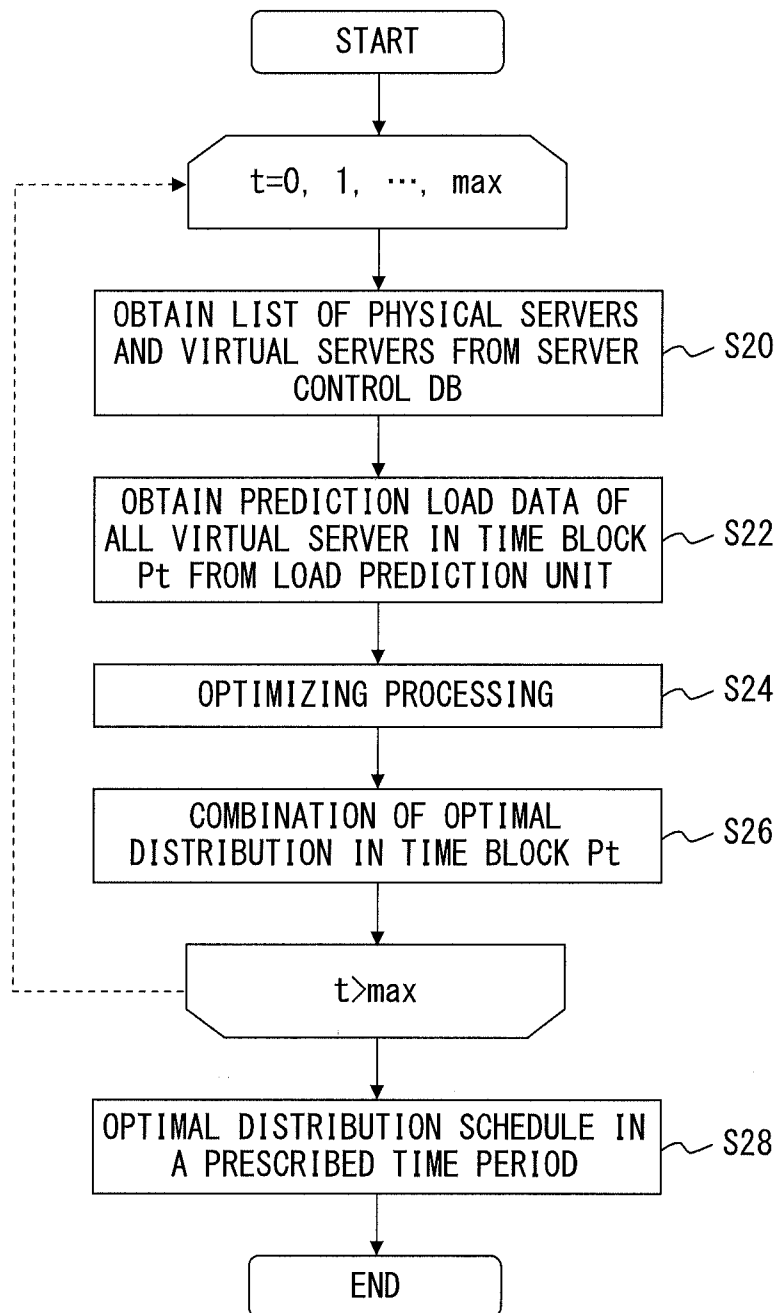 START
t=0, 1, ⋯, max
OBTAIN LIST OF PHYSICAL SERVERS
AND VIRTUAL SERVERS FROM SERVER
CONTROL DB
S20
OBTAIN PREDICTION LOAD DATA OF
ALL VIRTUAL SERVER IN TIME BLOCK
Pt FROM LOAD PREDICTION UNIT
S22
OPTIMIZING PROCESSING
S24
COMBINATION OF OPTIMAL
DISTRIBUTION IN TIME BLOCK Pt
S26
t>max
OPTIMAL DISTRIBUTION SCHEDULE IN
A PRESCRIBED TIME PERIOD
S28
END